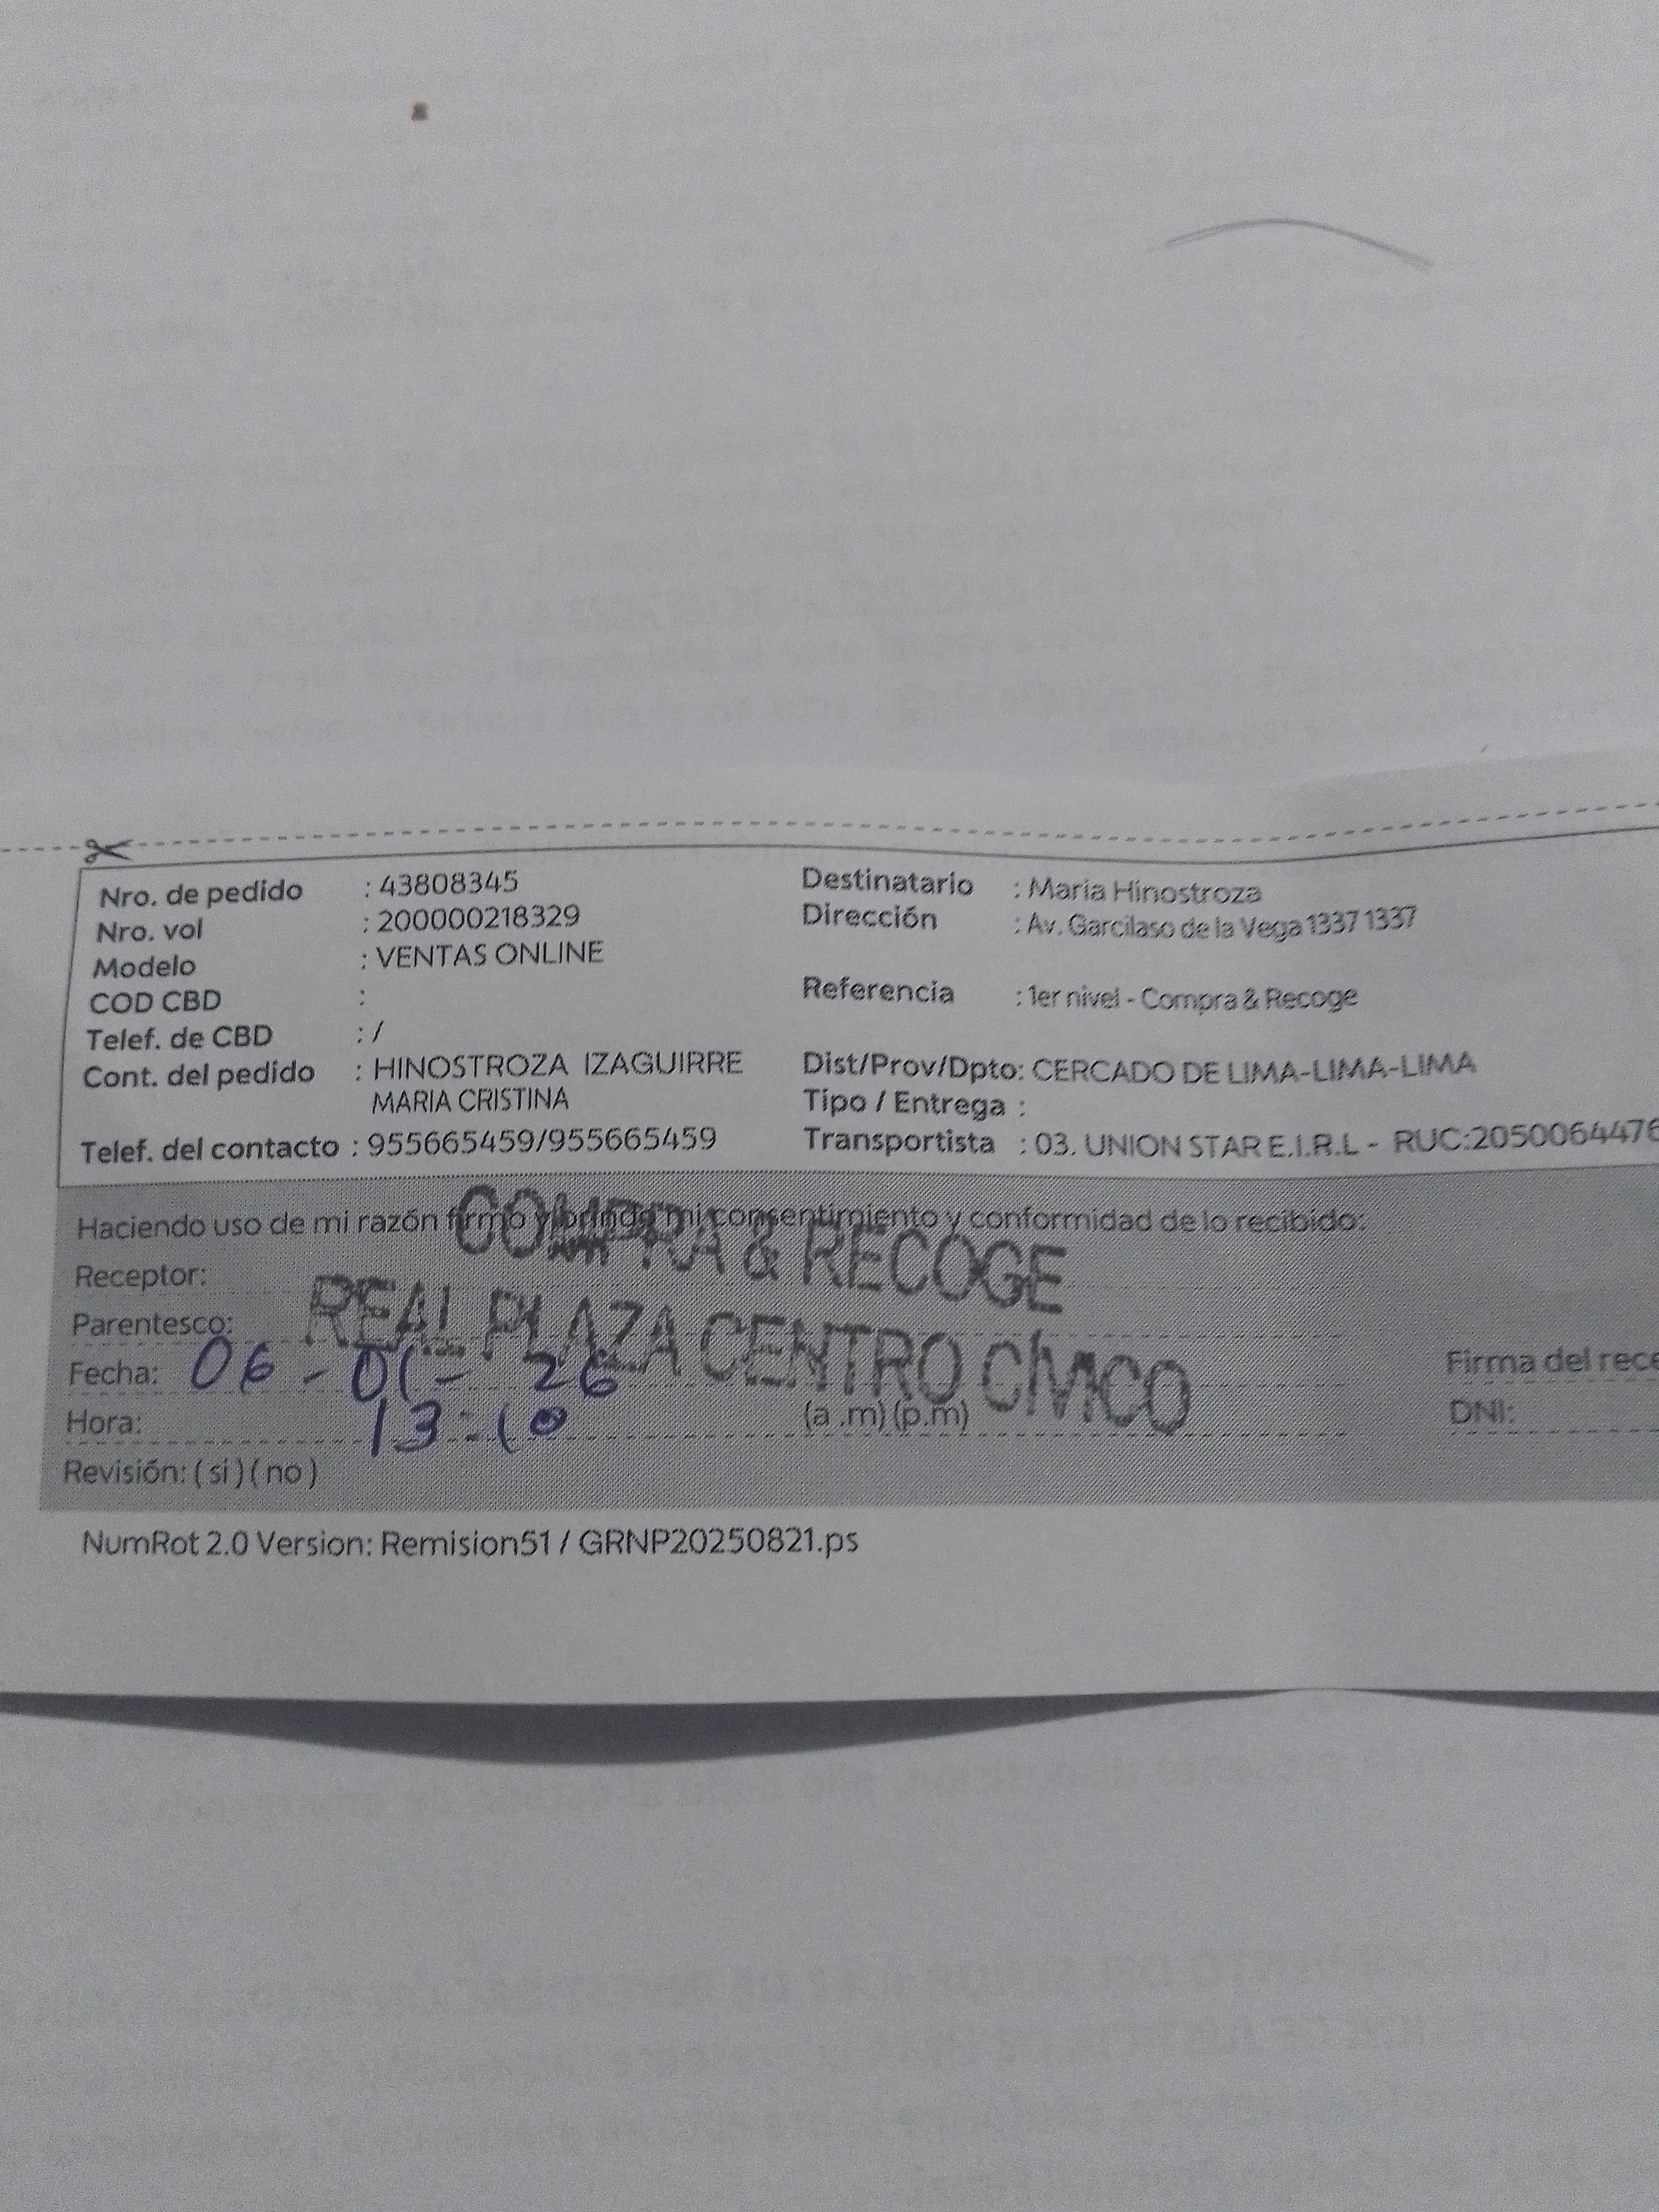 Nro. de pedido : 43808345
Nro. vol : 200000218329
Modelo : VENTAS ONLINE
COD CBD :
Telef. de CBD : /
Cont. del pedido : HINOSTROZA IZAGUIRRE
MARIA CRISTINA
Telef. del contacto : 955665459/955665459
Destinatario : Maria Hinostroza
Dirección : Av. Garcilaso de la Vega 1337 1337
Referencia : 1er nivel - Compra & Recoge
Dist/Prov/Dpto: CERCADO DE LIMA-LIMA-LIMA
Tipo / Entrega :
Transportista : 03. UNION STAR E.I.R.L - RUC:2050064476
Haciendo uso de mi razón firmo y brindo mi consentimiento y conformidad de lo recibido:
COMPRA & RECOGE
REAL PLAZA CENTRO CÍVICO
Receptor:
Parentesco:
Fecha: 06-01-26
Hora: 13:10 (a .m) (p.m)
Revisión: ( si ) ( no )
Firma del rece
DNI:
NumRot 2.0 Version: Remision51 / GRNP20250821.ps